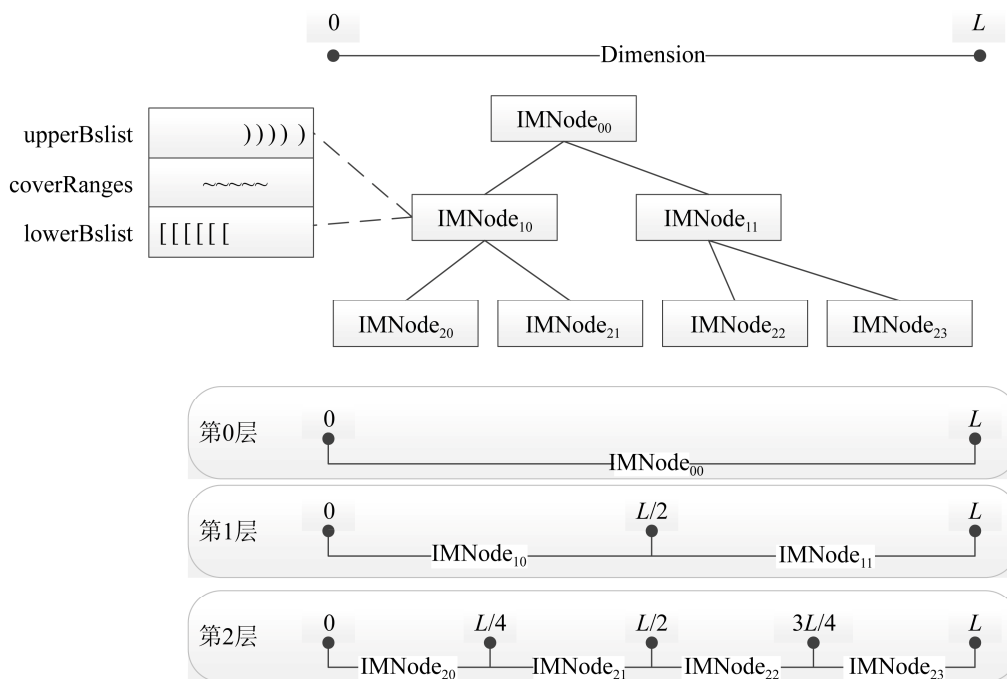 0 L
Dimension
upperBslist ) ) ) ) )
coverRanges ~~~~~
lowerBslist [ [ [ [ [ [
IMNode₀₀
IMNode₁₀ IMNode₁₁
IMNode₂₀ IMNode₂₁ IMNode₂₂ IMNode₂₃
第0层 0 L
IMNode₀₀
第1层 0 L/2 L
IMNode₁₀ IMNode₁₁
第2层 0 L/4 L/2 3L/4 L
IMNode₂₀ IMNode₂₁ IMNode₂₂ IMNode₂₃